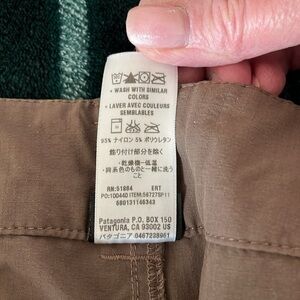 • WASH WITH SIMILAR
COLORS
• LAVER AVEC COULEURS
SEMBLABLES
95% ナイロン 5% ポリウレタン
飾り付け部分を除く
・乾燥機-低温
・同系色のものと一緒に洗う
こと
RN:51884 ERT
Patagonia P.O. BOX 150
VENTURA, CA 93002 US
パタゴニア 0467238961